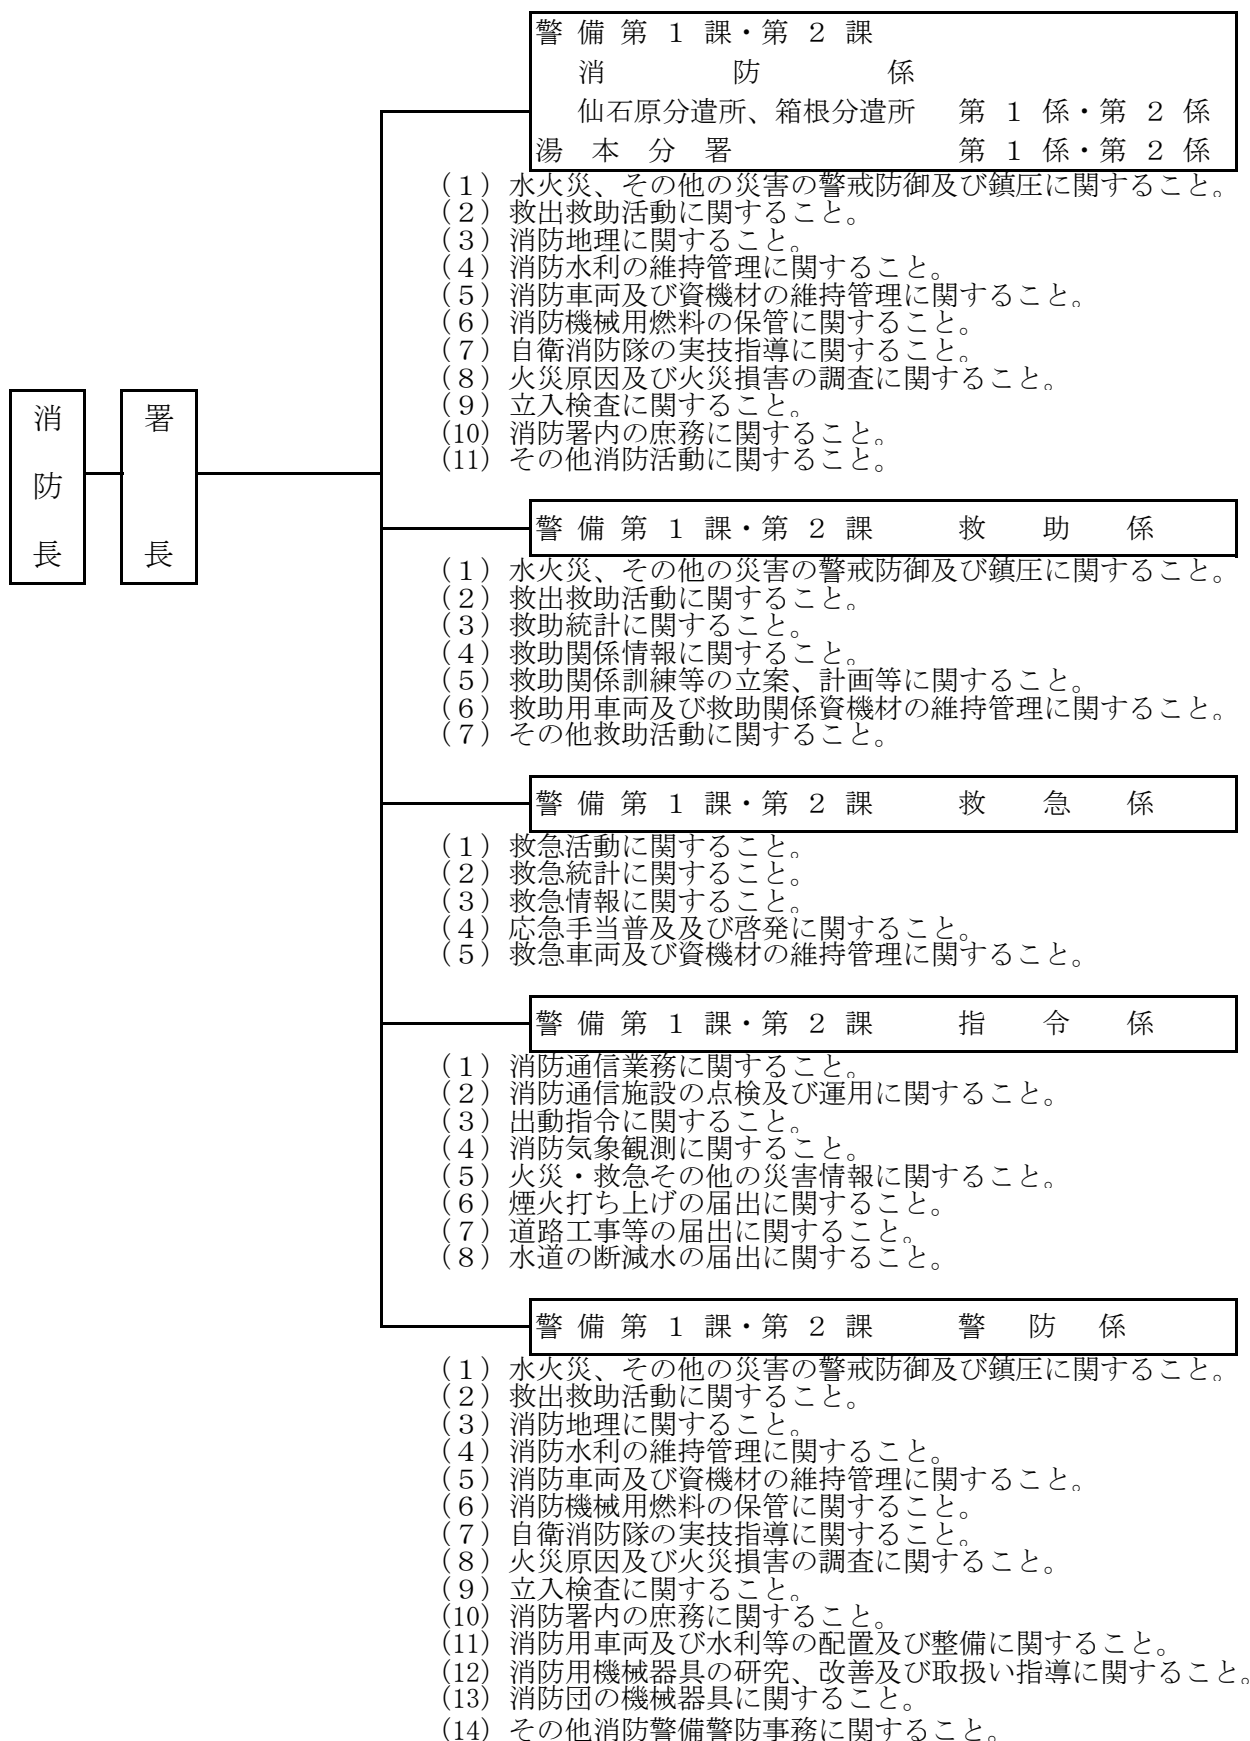 消防長
署長
警備第1課・第2課
消防係
仙石原分遣所、箱根分遣所 第1係・第2係
湯本分署 第1係・第2係
(1) 水火災、その他の災害の警戒防御及び鎮圧に関すること。
(2) 救出救助活動に関すること。
(3) 消防地理に関すること。
(4) 消防水利の維持管理に関すること。
(5) 消防車両及び資機材の維持管理に関すること。
(6) 消防機械用燃料の保管に関すること。
(7) 自衛消防隊の実技指導に関すること。
(8) 火災原因及び火災損害の調査に関すること。
(9) 立入検査に関すること。
(10) 消防署内の庶務に関すること。
(11) その他消防活動に関すること。
警備第1課・第2課 救助係
(1) 水火災、その他の災害の警戒防御及び鎮圧に関すること。
(2) 救出救助活動に関すること。
(3) 救助統計に関すること。
(4) 救助関係情報に関すること。
(5) 救助関係訓練等の立案、計画等に関すること。
(6) 救助用車両及び救助関係資機材の維持管理に関すること。
(7) その他救助活動に関すること。
警備第1課・第2課 救急係
(1) 救急活動に関すること。
(2) 救急統計に関すること。
(3) 救急情報に関すること。
(4) 応急手当普及及び啓発に関すること。
(5) 救急車両及び資機材の維持管理に関すること。
警備第1課・第2課 指令係
(1) 消防通信業務に関すること。
(2) 消防通信施設の点検及び運用に関すること。
(3) 出動指令に関すること。
(4) 消防気象観測に関すること。
(5) 火災・救急その他の災害情報に関すること。
(6) 煙火打ち上げの届出に関すること。
(7) 道路工事等の届出に関すること。
(8) 水道の断減水の届出に関すること。
警備第1課・第2課 警防係
(1) 水火災、その他の災害の警戒防御及び鎮圧に関すること。
(2) 救出救助活動に関すること。
(3) 消防地理に関すること。
(4) 消防水利の維持管理に関すること。
(5) 消防車両及び資機材の維持管理に関すること。
(6) 消防機械用燃料の保管に関すること。
(7) 自衛消防隊の実技指導に関すること。
(8) 火災原因及び火災損害の調査に関すること。
(9) 立入検査に関すること。
(10) 消防署内の庶務に関すること。
(11) 消防用車両及び水利等の配置及び整備に関すること。
(12) 消防用機械器具の研究、改善及び取扱い指導に関すること。
(13) 消防団の機械器具に関すること。
(14) その他消防警備警防事務に関すること。